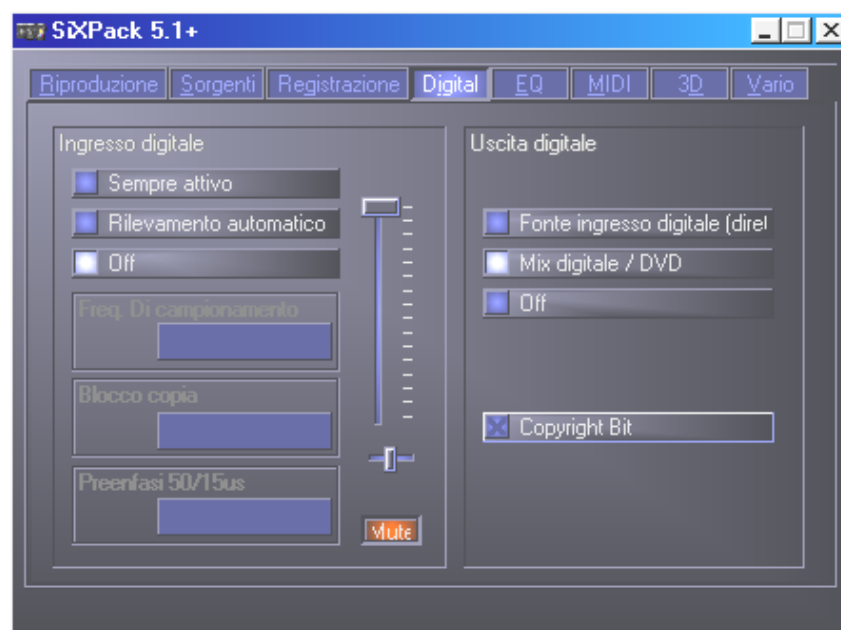 SiXPack 5.1+
Riproduzione Sorgenti Registrazione Digital EQ MIDI 3D Vario
Ingresso digitale
Sempre attivo
Rilevamento automatico
Off
Freq. Di campionamento
Blocco copia
Preenfasi 50/15us
Mute
Uscita digitale
Fonte ingresso digitale (diret
Mix digitale / DVD
Off
Copyright Bit